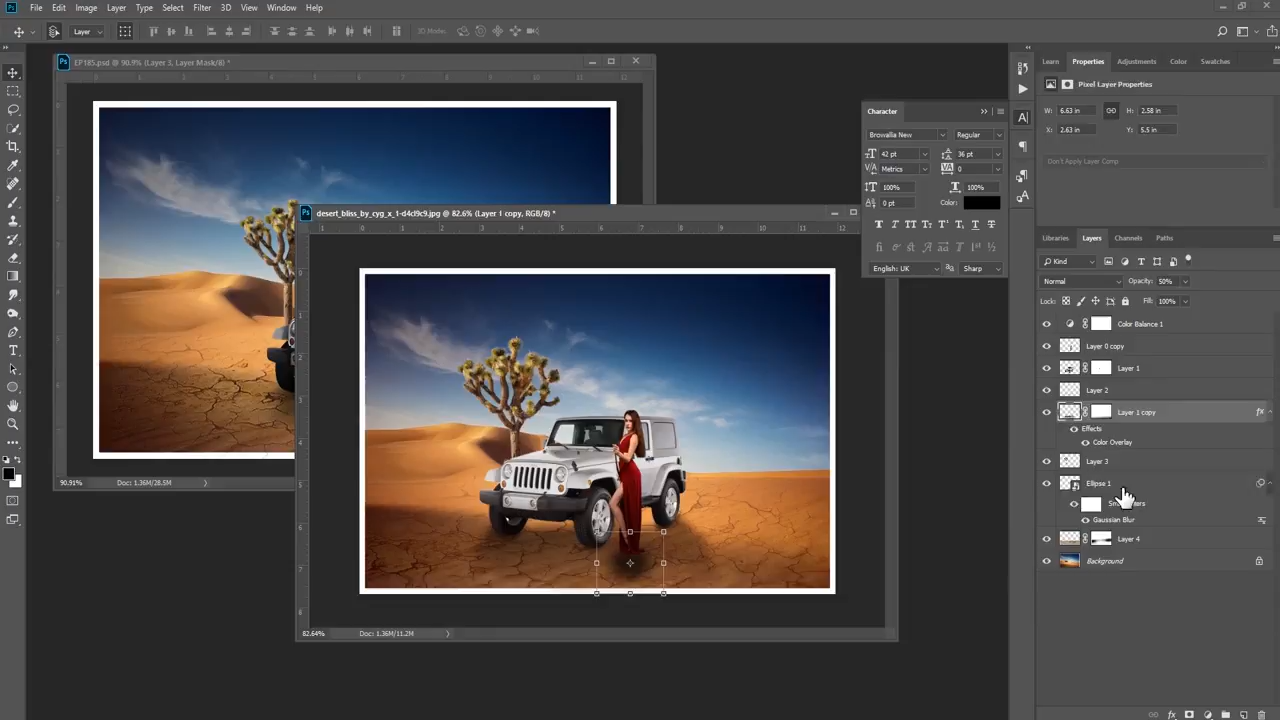 File Edit Image Layer Type Select Filter 3D View Window Help
Layer 3D Mode:
EP185.psd @ 90.9% (Layer 3, Layer Mask/8) *
Learn Properties Adjustments Color Swatches
Pixel Layer Properties
W: 6.63 in H: 2.58 in
X: 2.63 in Y: 5.5 in
Don't Apply Layer Comp
Character
Browallia New Regular
42 pt 36 pt
Metrics 0
100% 100%
0 pt Color:
English: UK Sharp
desert_bliss_by_cyg_x_1-d4cl9c9.jpg @ 82.6% (Layer 1 copy, RGB/8) *
Libraries Layers Channels Paths
Kind
Normal Opacity: 50%
Lock: Fill: 100%
Color Balance 1
Layer 0 copy
Layer 1
Layer 2
Layer 1 copy fx
Effects
Color Overlay
Layer 3
Ellipse 1
Gaussian Blur
Layer 4
Background
90.91% Doc: 1.36M/28.5M
82.64% Doc: 1.36M/11.2M